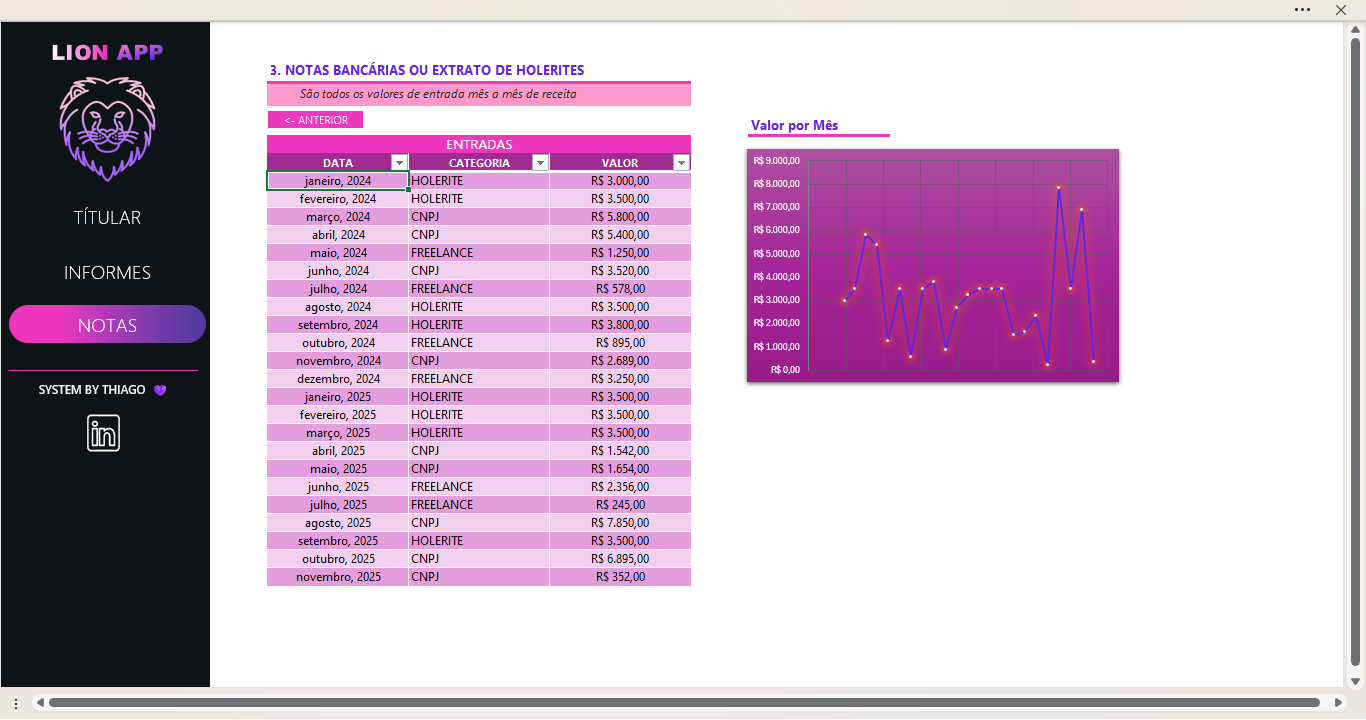 LION APP
TÍTULAR
INFORMES
NOTAS
SYSTEM BY THIAGO
in
3. NOTAS BANCÁRIAS OU EXTRATO DE HOLERITES
São todos os valores de entrada mês a mês de receita
<- ANTERIOR
ENTRADAS
DATA CATEGORIA VALOR
janeiro, 2024 HOLERITE R$ 3.000,00
fevereiro, 2024 HOLERITE R$ 3.500,00
março, 2024 CNPJ R$ 5.800,00
abril, 2024 CNPJ R$ 5.400,00
maio, 2024 FREELANCE R$ 1.250,00
junho, 2024 CNPJ R$ 3.520,00
julho, 2024 FREELANCE R$ 578,00
agosto, 2024 HOLERITE R$ 3.500,00
setembro, 2024 HOLERITE R$ 3.800,00
outubro, 2024 FREELANCE R$ 895,00
novembro, 2024 CNPJ R$ 2.689,00
dezembro, 2024 FREELANCE R$ 3.250,00
janeiro, 2025 HOLERITE R$ 3.500,00
fevereiro, 2025 HOLERITE R$ 3.500,00
março, 2025 HOLERITE R$ 3.500,00
abril, 2025 CNPJ R$ 1.542,00
maio, 2025 CNPJ R$ 1.654,00
junho, 2025 FREELANCE R$ 2.356,00
julho, 2025 FREELANCE R$ 245,00
agosto, 2025 CNPJ R$ 7.850,00
setembro, 2025 HOLERITE R$ 3.500,00
outubro, 2025 CNPJ R$ 6.895,00
novembro, 2025 CNPJ R$ 352,00
Valor por Mês
R$ 9.000,00
R$ 8.000,00
R$ 7.000,00
R$ 6.000,00
R$ 5.000,00
R$ 4.000,00
R$ 3.000,00
R$ 2.000,00
R$ 1.000,00
R$ 0,00